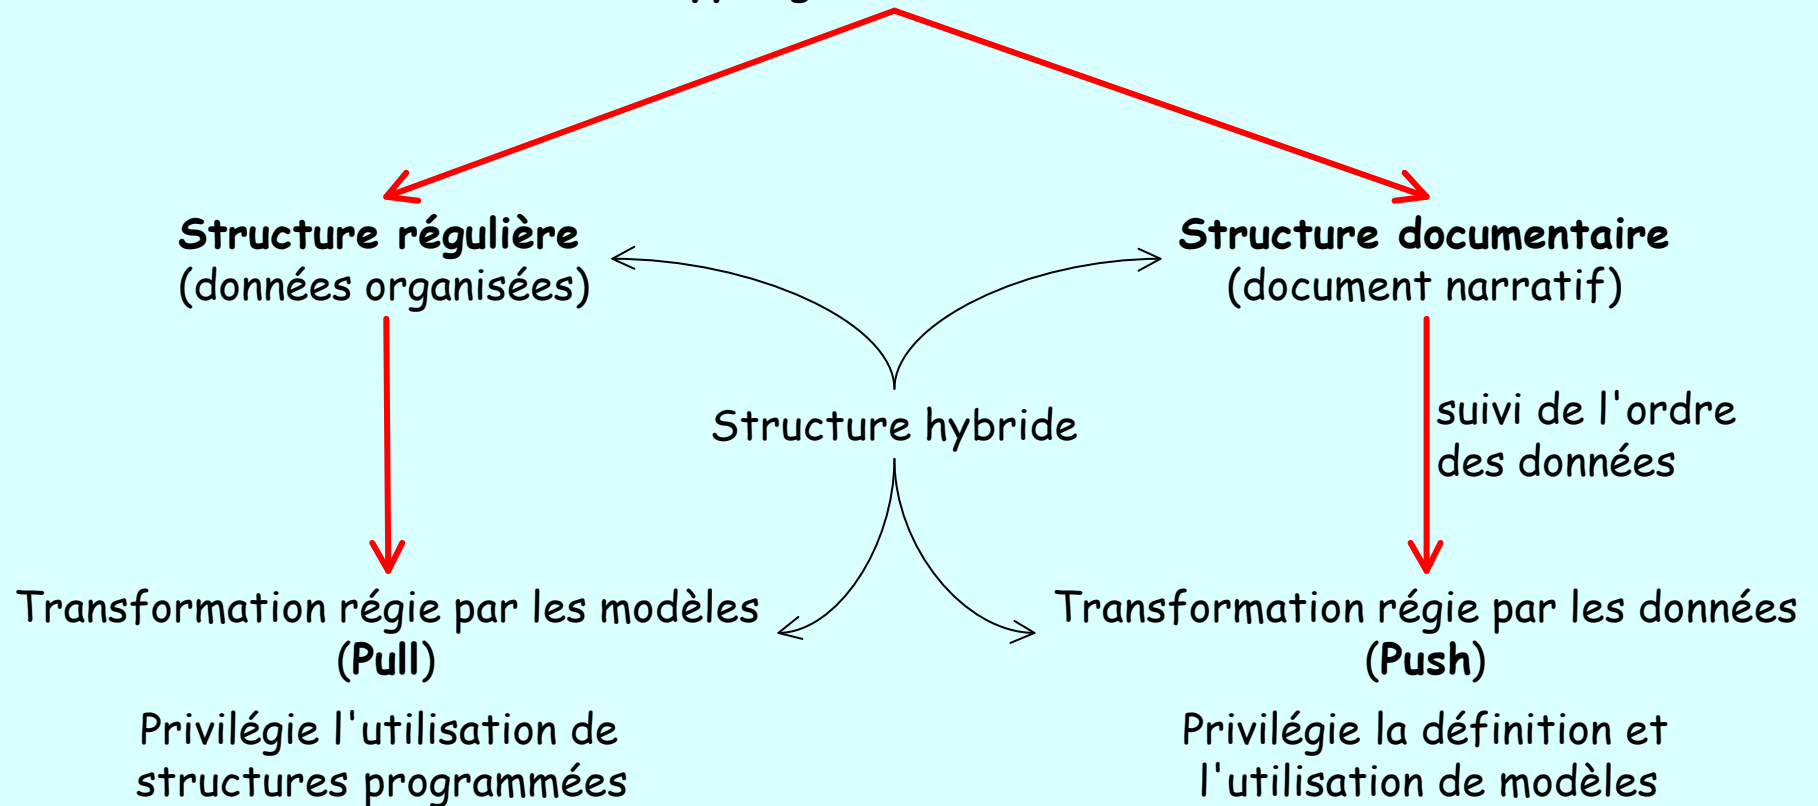 Structure régulière
(données organisées)
Structure documentaire
(document narratif)
Structure hybride
suivi de l'ordre
des données
Transformation régie par les modèles
(Pull)
Transformation régie par les données
(Push)
Privilégie l'utilisation de
structures programmées
Privilégie la définition et
l'utilisation de modèles